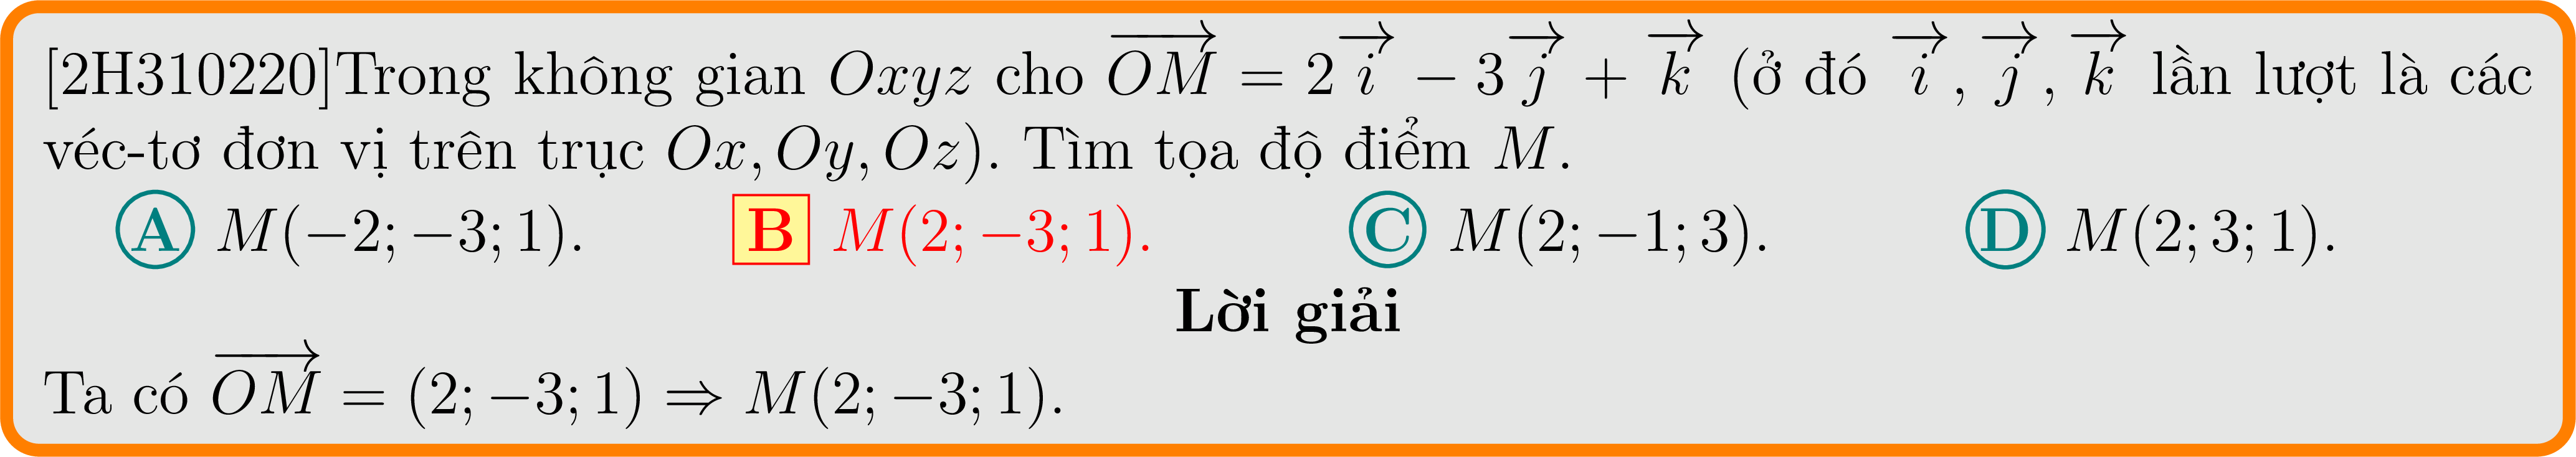 [2H310220]Trong không gian Oxyz cho $\overrightarrow{OM} = 2\overrightarrow{i} - 3\overrightarrow{j} + \overrightarrow{k}$ (ở đó $\overrightarrow{i}, \overrightarrow{j}, \overrightarrow{k}$ lần lượt là các
véc-tơ đơn vị trên trục Ox, Oy, Oz). Tìm tọa độ điểm M.
A M(−2; −3; 1). B M(2; −3; 1). C M(2; −1; 3). D M(2; 3; 1).
Lời giải
Ta có $\overrightarrow{OM} = (2; -3; 1) \Rightarrow M(2; -3; 1)$.